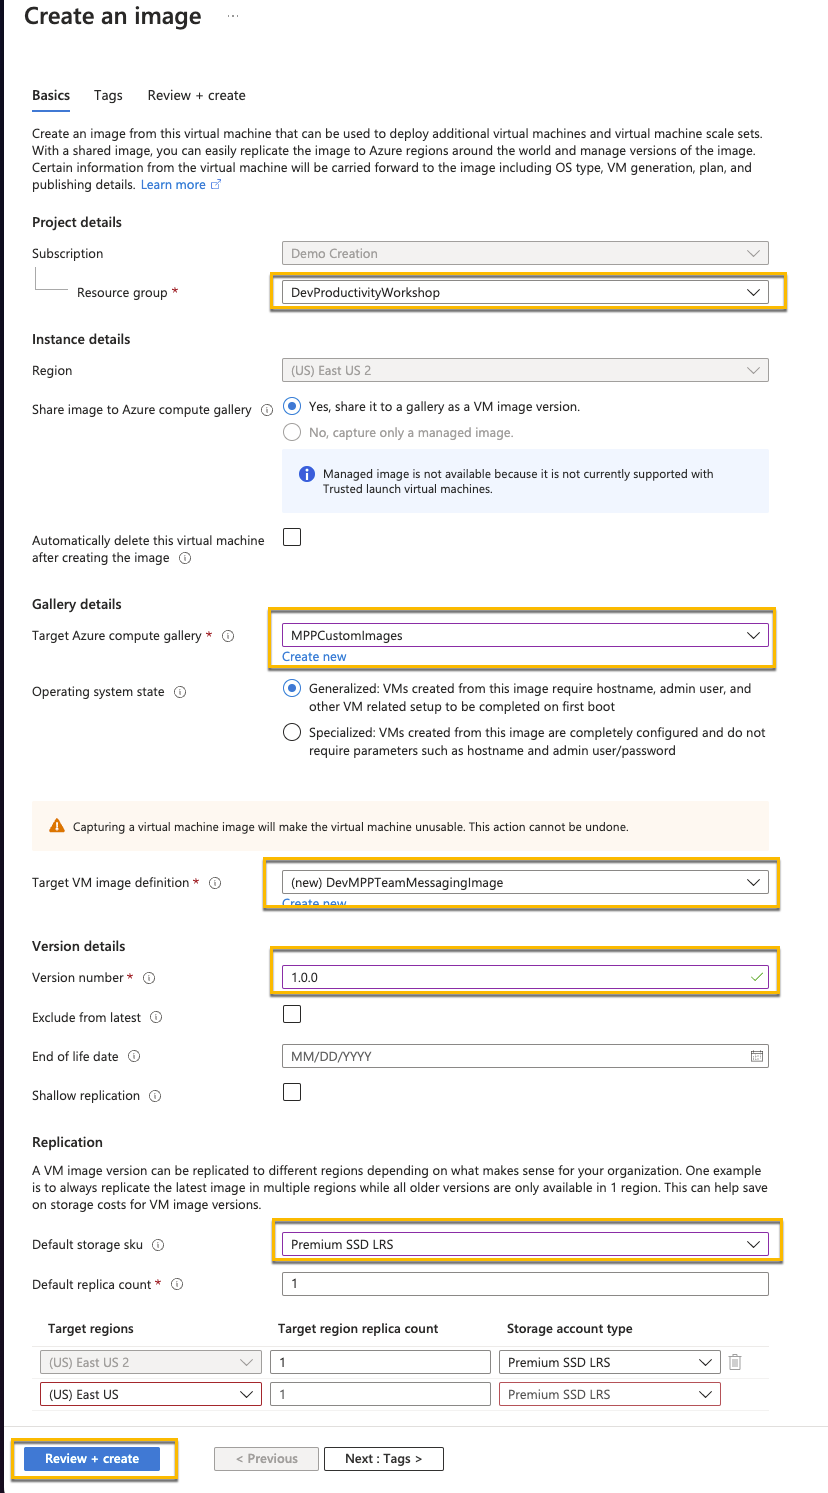 Create an image ...
Basics Tags Review + create
Create an image from this virtual machine that can be used to deploy additional virtual machines and virtual machine scale sets.
With a shared image, you can easily replicate the image to Azure regions around the world and manage versions of the image.
Certain information from the virtual machine will be carried forward to the image including OS type, VM generation, plan, and
publishing details. Learn more
Project details
Subscription Demo Creation
Resource group * DevProductivityWorkshop
Instance details
Region (US) East US 2
Share image to Azure compute gallery Yes, share it to a gallery as a VM image version.
No, capture only a managed image.
Managed image is not available because it is not currently supported with
Trusted launch virtual machines.
Automatically delete this virtual machine
after creating the image
Gallery details
Target Azure compute gallery * MPPCustomImages
Create new
Operating system state Generalized: VMs created from this image require hostname, admin user, and
other VM related setup to be completed on first boot
Specialized: VMs created from this image are completely configured and do not
require parameters such as hostname and admin user/password
Capturing a virtual machine image will make the virtual machine unusable. This action cannot be undone.
Target VM image definition * (new) DevMPPTeamMessagingImage
Create new
Version details
Version number * 1.0.0
Exclude from latest
End of life date MM/DD/YYYY
Shallow replication
Replication
A VM image version can be replicated to different regions depending on what makes sense for your organization. One example
is to always replicate the latest image in multiple regions while all older versions are only available in 1 region. This can help save
on storage costs for VM image versions.
Default storage sku Premium SSD LRS
Default replica count * 1
Target regions Target region replica count Storage account type
(US) East US 2 1 Premium SSD LRS
(US) East US 1 Premium SSD LRS
Review + create < Previous Next : Tags >